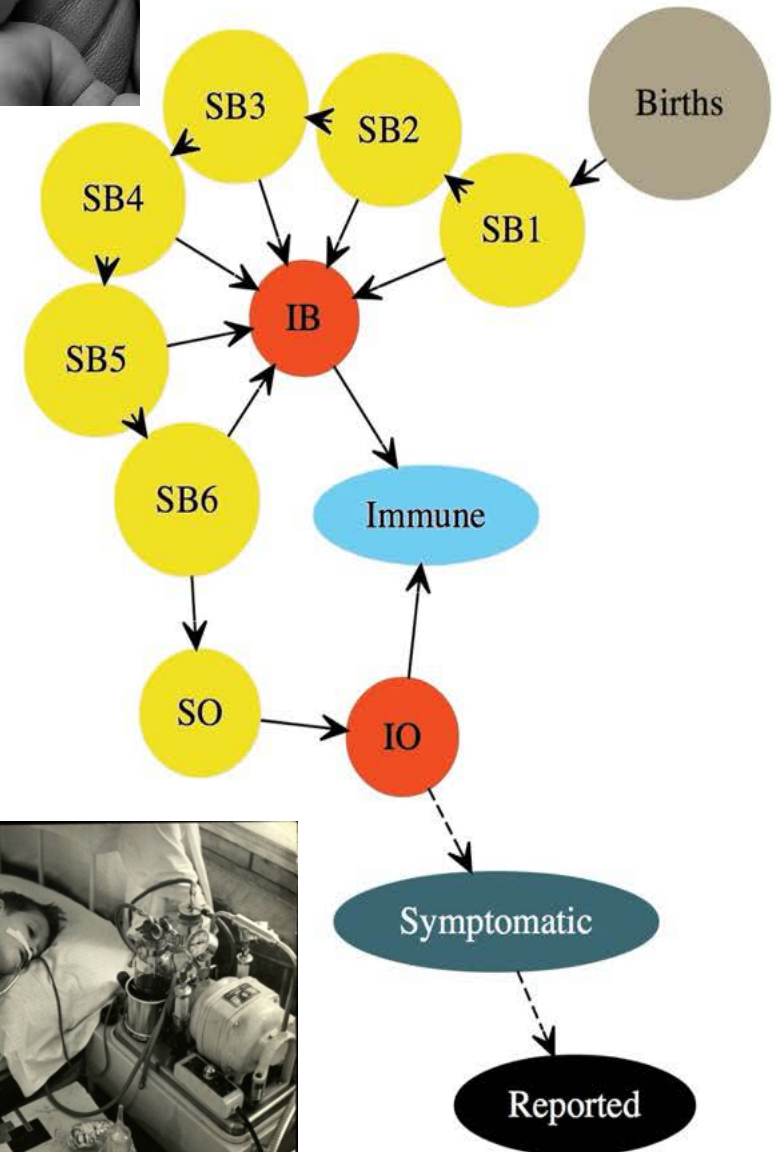 Births
SB1
SB2
SB3
SB4
SB5
SB6
IB
Immune
SO
IO
Symptomatic
Reported